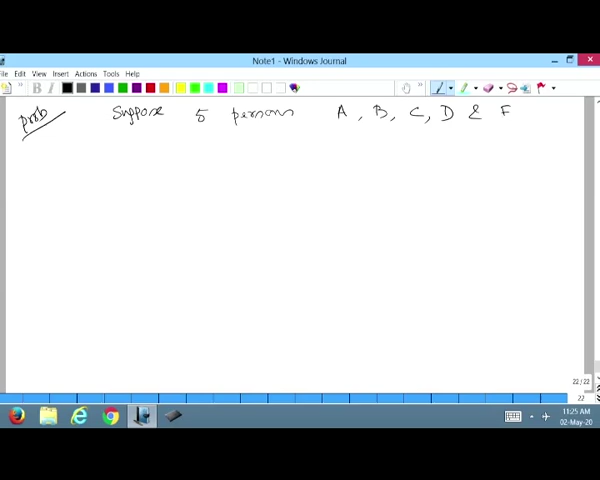 Note1 - Windows Journal
File Edit View Insert Actions Tools Help
B I
prob Suppose 5 persons A, B, C, D & F
22/22
22
11:25 AM
02-May-20